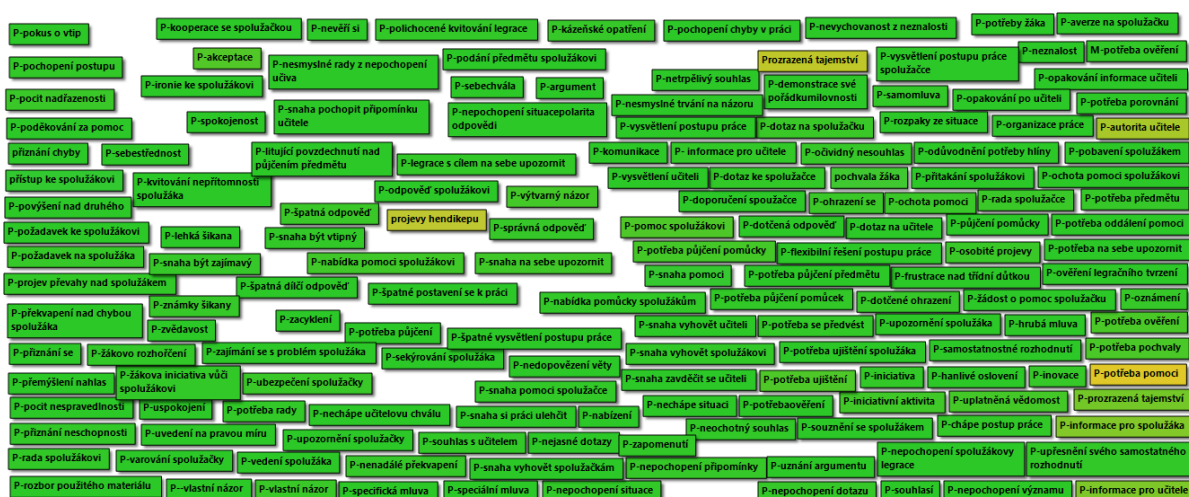 P-pokus o vtip
P-kooperace se spolužačkou
P-nevěří si
P-polichocené kvitování legrace
P-kázeňské opatření
P-pochopení chyby v práci
P-nevychovanost z neznalosti
P-potřeby žáka
P-averze na spolužačku
P-pochopení postupu
P-akceptace
P-nesmyslné rady z nepochopení
učiva
P-podání předmětu spolužákovi
Prozrazená tajemství
P-vysvětlení postupu práce
spolužačce
P-neznalost
M-potřeba ověření
P-ironie ke spolužákovi
P-sebechvála
P-argument
P-netrpělivý souhlas
P-demonstrace své
pořádkumilovnosti
P-opakování informace učiteli
P-pocit nadřazenosti
P-snaha pochopit připomínku
učitele
P-nepochopení situacepolarita
odpovědi
P-nesmyslné trvání na názoru
P-samomluva
P-opakování po učiteli
P-potřeba porovnání
P-poděkování za pomoc
P-spokojenost
P-vysvětlení postupu práce
P-dotaz na spolužačku
P-rozpaky ze situace
P-organizace práce
P-autorita učitele
přiznání chyby
P-sebestřednost
P-litující povzdechnutí nad
půjčením předmětu
P-legrace s cílem na sebe upozornit
P-komunikace
P- informace pro učitele
P-očividný nesouhlas
P-odůvodnění potřeby hlíny
P-pobavení spolužákem
přístup ke spolužákovi
P-kvitování nepřítomnosti
spolužáka
P-odpověď spolužákovi
P-výtvarný názor
P-vysvětlení učiteli
P-dotaz ke spolužačce
pochvala žáka
P-přitakání spolužákovi
P-ochota pomoci spolužákovi
P-povýšení nad druhého
P-špatná odpověď
projevy hendikepu
P-správná odpověď
P-doporučení spoužačce
P-ohrazení se
P-ochota pomoci
P-rada spolužačce
P-potřeba předmětu
P-požadavek ke spolužákovi
P-lehká šikana
P-snaha být vtipný
P-pomoc spolužákovi
P-dotčená odpověď
P-dotaz na učitele
P-půjčení pomůcky
P-potřeba oddálení pomoci
P-požadavek na spolužáka
P-snaha být zajímavý
P-nabídka pomoci spolužákovi
P-snaha na sebe upozornit
P-potřeba půjčení pomůcky
P-flexibilní řešení postupu práce
P-osobité projevy
P-potřeba na sebe upozornit
P-projev převahy nad spolužákem
P-špatná dílčí odpověď
P-špatné postavení se k práci
P-snaha pomoci
P-potřeba půjčení předmětu
P-frustrace nad třídní důtkou
P-ověření legračního tvrzení
P-překvapení nad chybou
spolužáka
P-známky šikany
P-zacyklení
P-nabídka pomůcky spolužákům
P-potřeba půjčení pomůcek
P-dotčené ohrazení
P-žádost o pomoc spolužačku
P-oznámení
P-zvědavost
P-potřeba půjčení
P-špatné vysvětlení postupu práce
P-snaha vyhovět učiteli
P-potřeba se předvést
P-upozornění spolužáka
P-hrubá mluva
P-potřeba ověření
P-přiznání se
P-žákovo rozhořčení
P-zajímání se s problém spolužáka
P-sekýrování spolužáka
P-nedopovězení věty
P-snaha vyhovět spolužákovi
P-potřeba ujištění spolužáka
P-samostatnostné rozhodnutí
P-potřeba pochvaly
P-přemýšlení nahlas
P-žákova iniciativa vůči
spolužákovi
P-ubezpečení spolužačky
P-snaha pomoci spolužačce
P-snaha zavděčit se učiteli
P-potřeba ujištění
P-iniciativa
P-hanlivé oslovení
P-inovace
P-potřeba pomoci
P-pocit nespravedlnosti
P-uspokojení
P-potřeba rady
P-nechápe učitelovu chválu
P-snaha si práci ulehčit
P-nabízení
P-nechápe situaci
P-potřebaověření
P-iniciativní aktivita
P-uplatněná vědomost
P-prozrazená tajemství
P-přiznání neschopnosti
P-uvedení na pravou míru
P-upozornění spolužačky
P-souhlas s učitelem
P-nejasné dotazy
P-zapomenutí
P-neochotný souhlas
P-souznění se spolužákem
P-chápe postup práce
P-informace pro spolužáka
P-rada spolužákovi
P-varování spolužačky
P-vedení spolužáka
P-nenadálé překvapení
P-snaha vyhovět spolužačkám
P-nepochopení připomínky
P-uznání argumentu
P-nepochopení spolužákovy
legrace
P-upřesnění svého samostatného
rozhodnutí
P-rozbor použitého materiálu
P--vlastní názor
P-vlastní názor
P-specifická mluva
P-speciální mluva
P-nepochopení situace
P-nepochopení dotazu
P-souhlasí
P-nepochopení významu
P-informace pro učitele